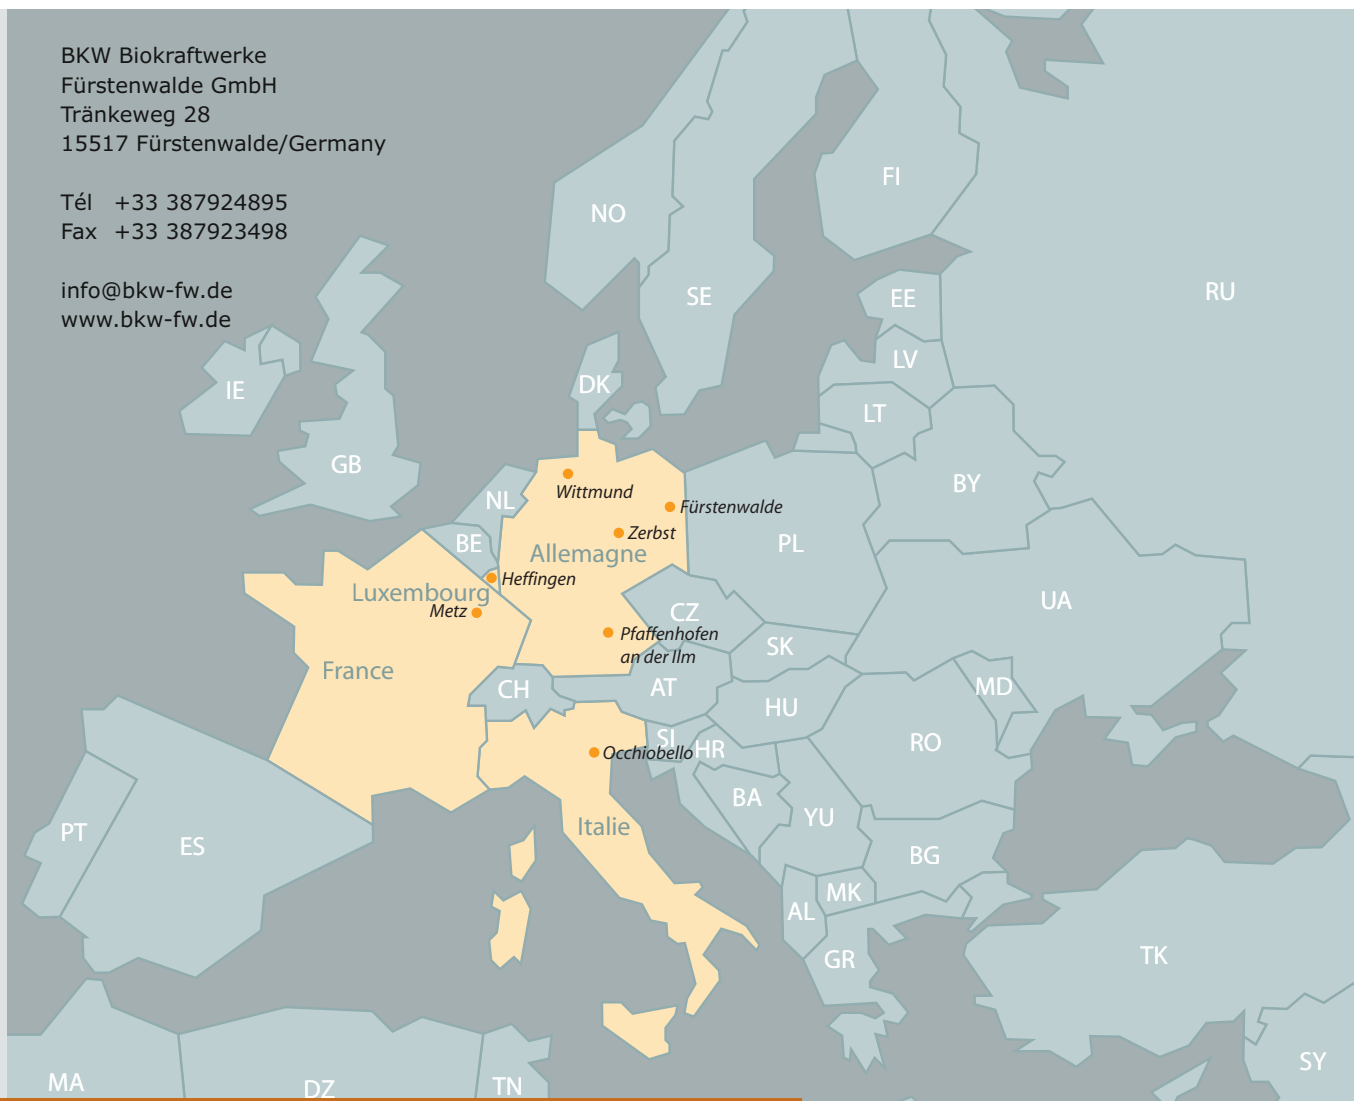 BKW Biokraftwerke
Fürstenwalde GmbH
Tränkeweg 28
15517 Fürstenwalde/Germany
Tél +33 387924895
Fax +33 387923498
info@bkw-fw.de
www.bkw-fw.de
FI
NO
SE
RU
EE
LV
DK
IE
LT
GB
BY
NL
Wittmund
Fürstenwalde
Zerbst
BE
Allemagne
PL
Heffingen
Luxembourg
Metz
UA
CZ
Pfaffenhofen
an der Ilm
SK
France
CH
AT
MD
HU
SI
HR
Occhiobello
RO
BA
YU
PT
ES
Italie
BG
MK
AL
GR
TK
SY
MA
DZ
TN